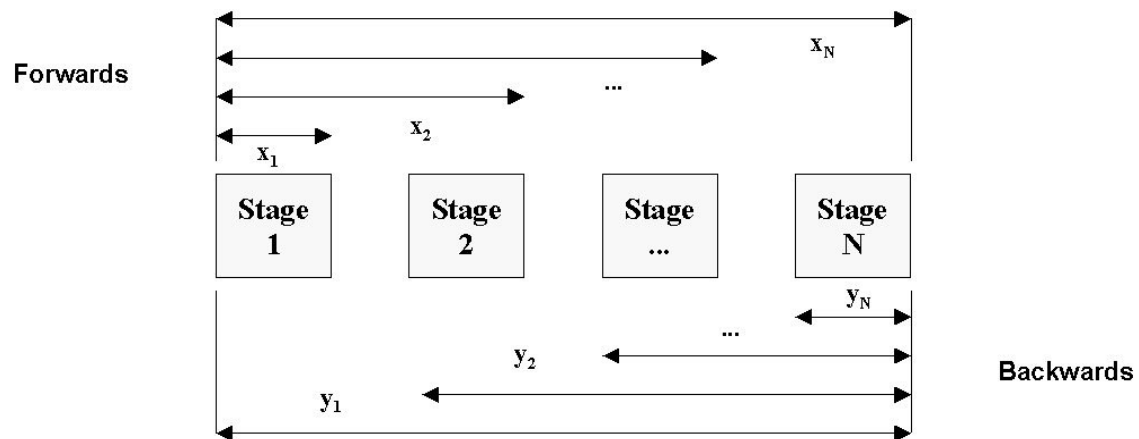 x_N
Forwards
...
x_2
x_1
Stage
1
Stage
2
Stage
...
Stage
N
y_N
...
y_2
Backwards
y_1